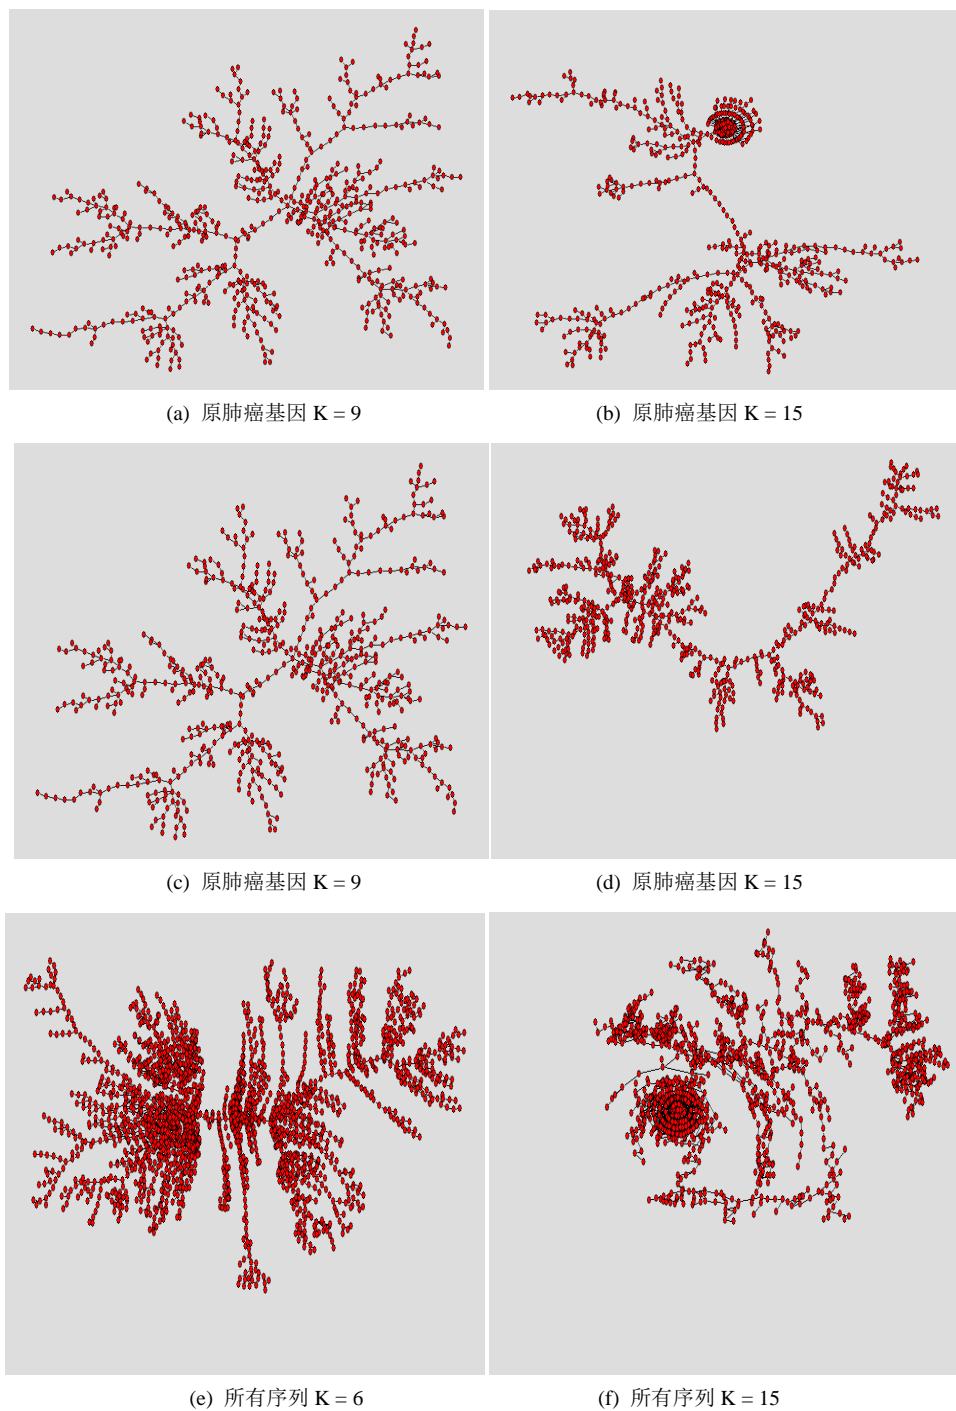 (a) 原肺癌基因 K = 9
(b) 原肺癌基因 K = 15
(c) 原肺癌基因 K = 9
(d) 原肺癌基因 K = 15
(e) 所有序列 K = 6
(f) 所有序列 K = 15